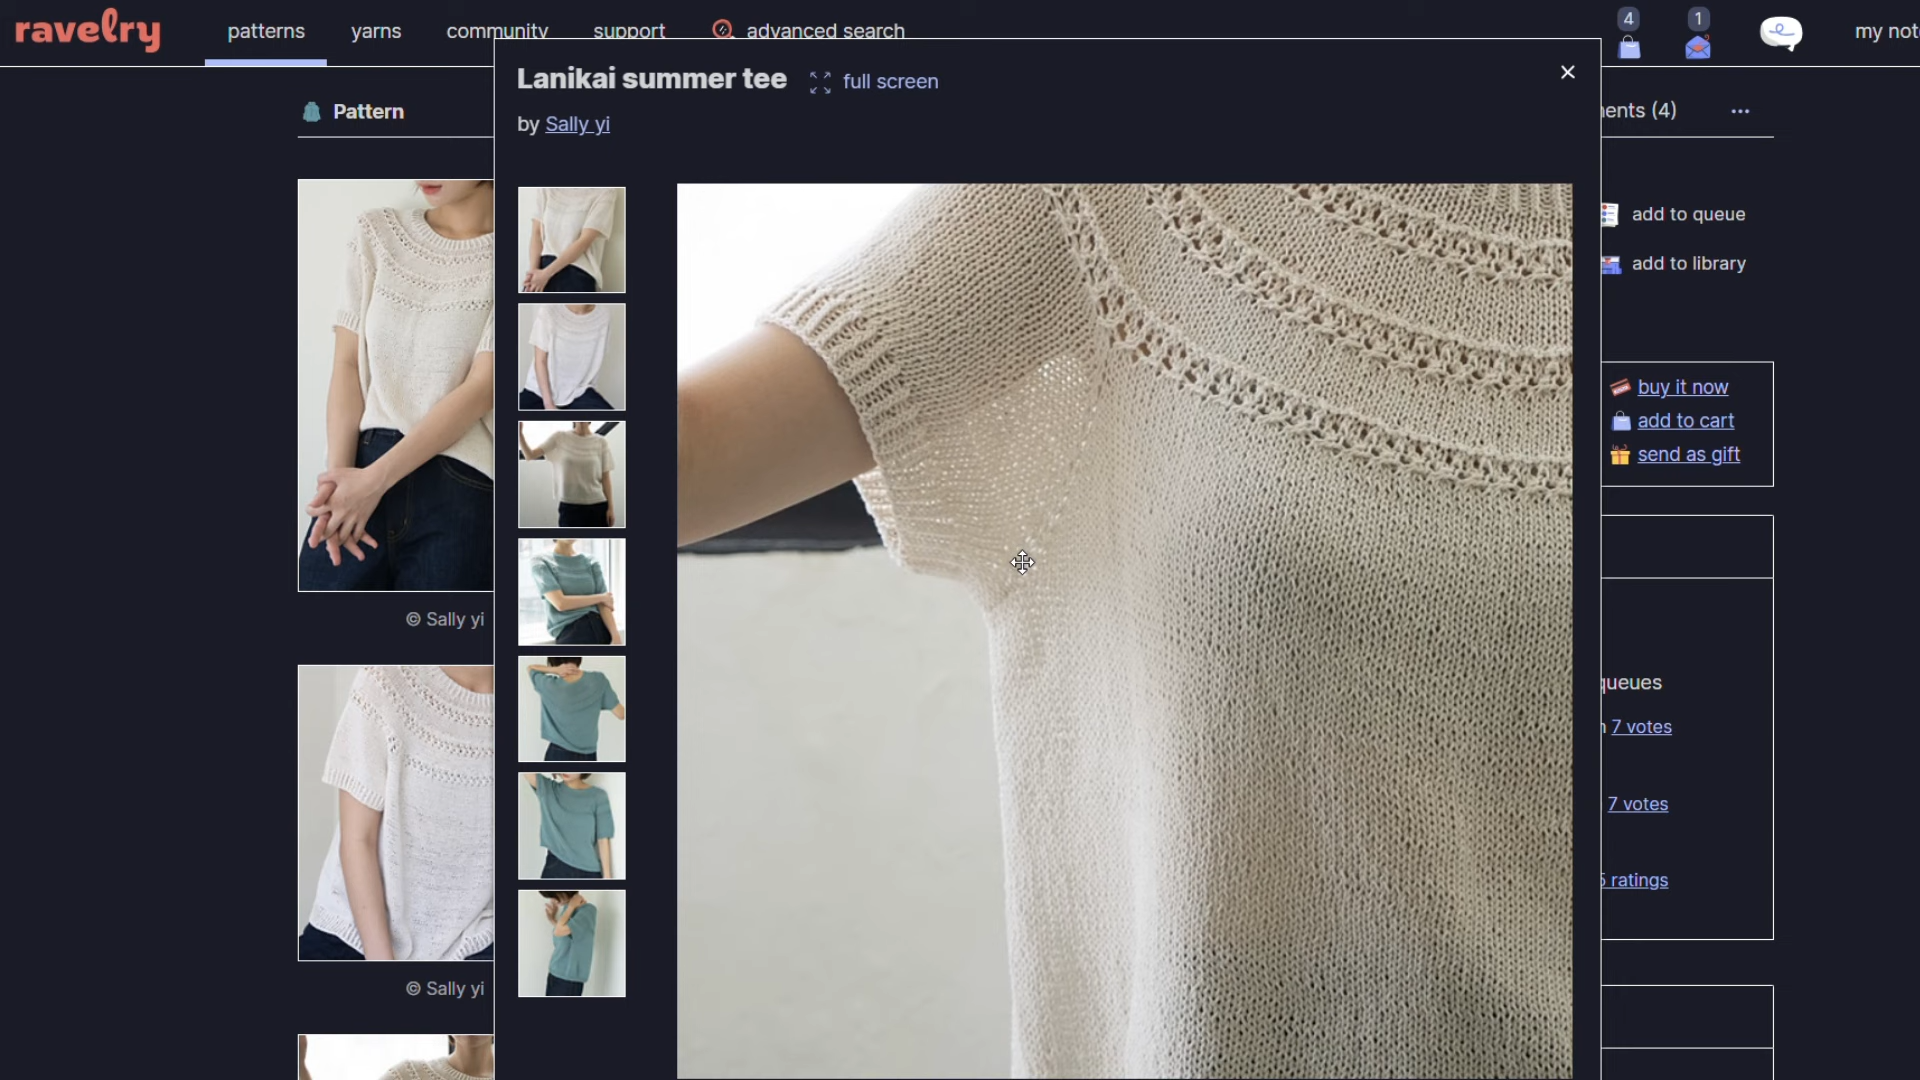 ravelry
patterns
yarns
community
support
advanced search
4
1
my not
Lanikai summer tee
full screen
by Sally yi
Pattern
ents (4)
add to queue
add to library
buy it now
add to cart
send as gift
© Sally yi
queues
7 votes
7 votes
5 ratings
© Sally yi